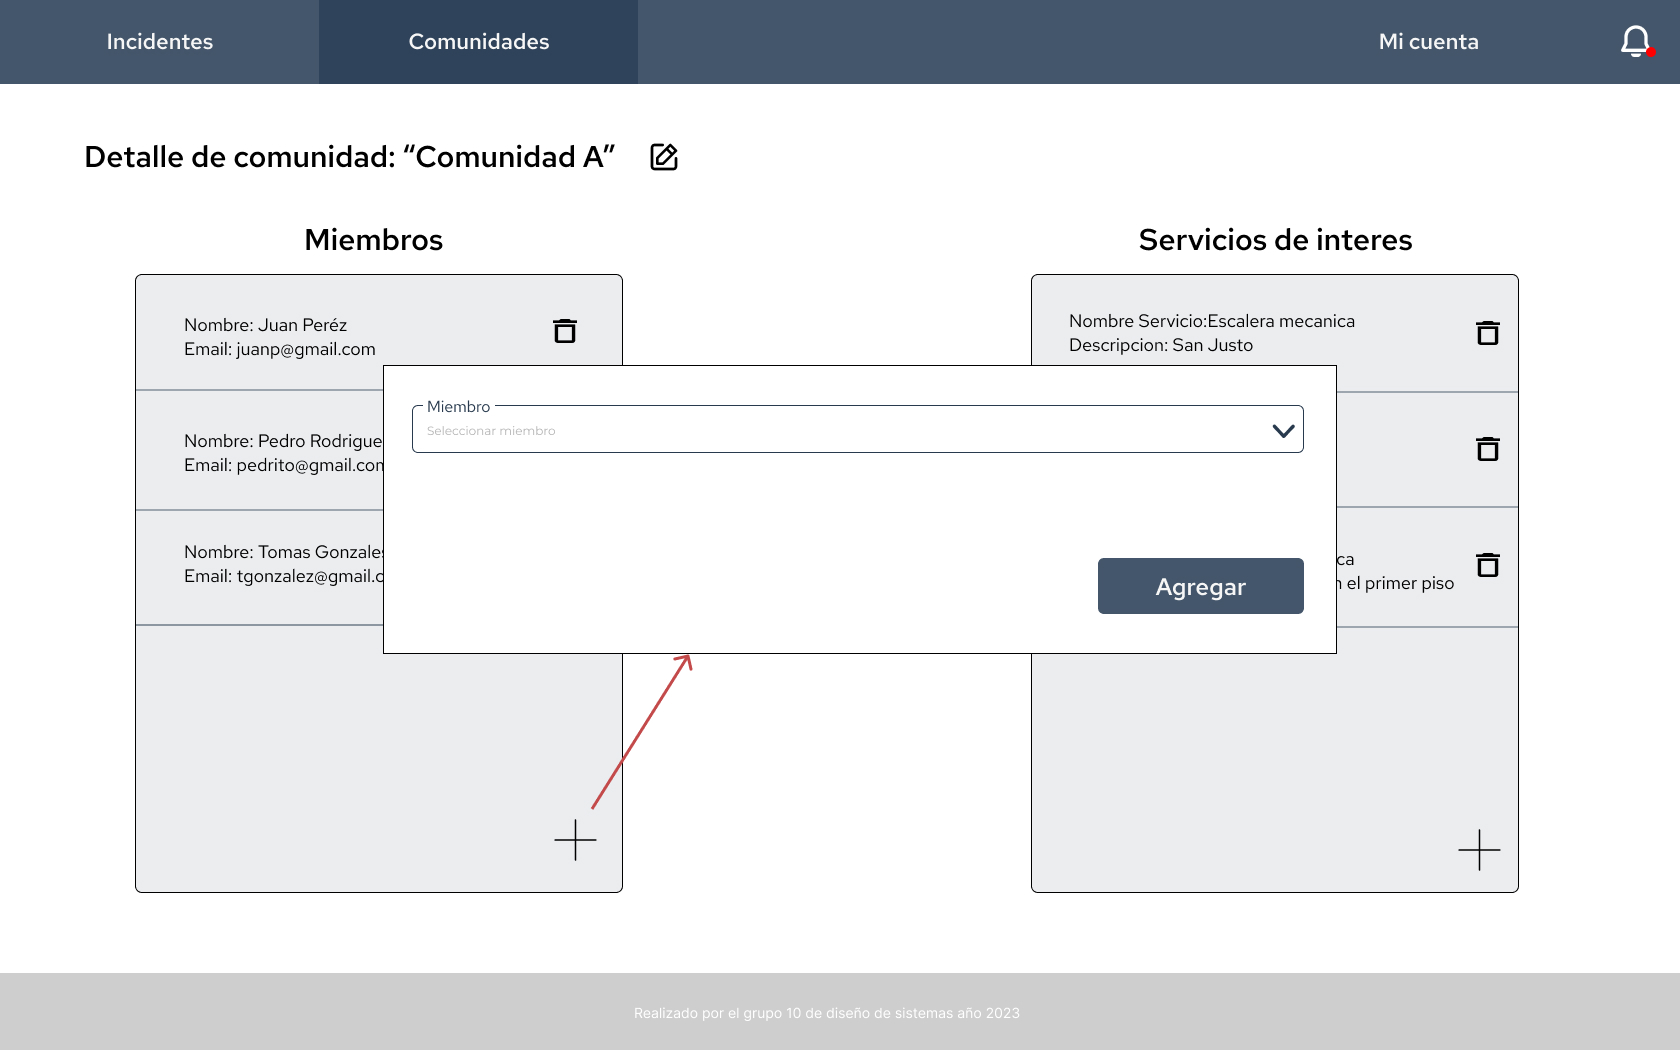 Incidentes
Comunidades
Mi cuenta
Detalle de comunidad: “Comunidad A”
Miembros
Nombre: Juan Peréz
Email: juanp@gmail.com
Nombre: Pedro Rodrigue
Email: pedrito@gmail.com
Nombre: Tomas Gonzales
Email: tgonzalez@gmail.c
Miembro
Seleccionar miembro
Agregar
Servicios de interes
Nombre Servicio:Escalera mecanica
Descripcion: San Justo
ca
n el primer piso
Realizado por el grupo 10 de diseño de sistemas año 2023